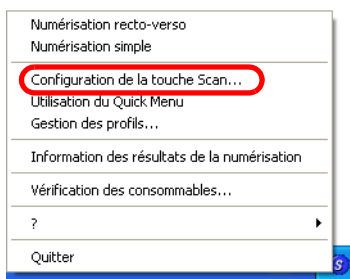 Numérisation recto-verso
Numérisation simple
Configuration de la touche Scan...
Utilisation du Quick Menu
Gestion des profils...
Information des résultats de la numérisation
Vérification des consommables...
?
Quitter
S